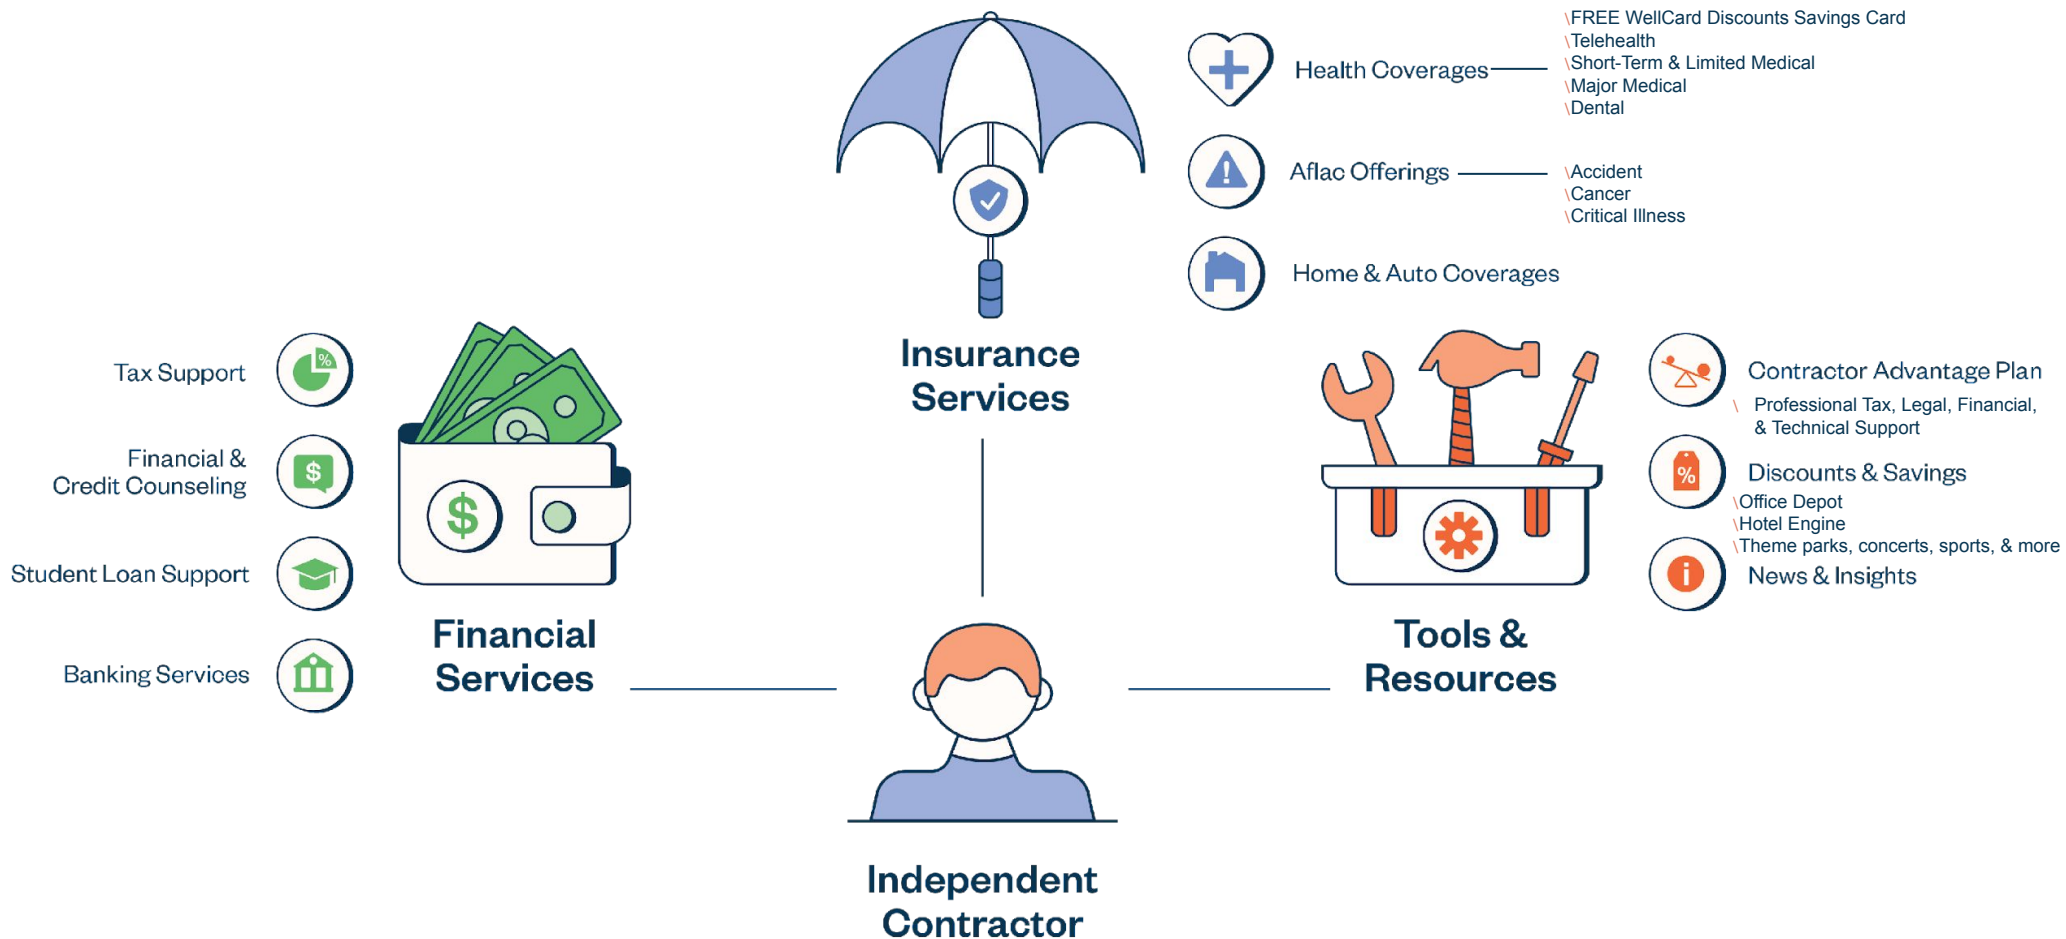 \FREE WellCard Discounts Savings Card
\Telehealth
\Short-Term & Limited Medical
\Major Medical
\Dental
Health Coverages
Aflac Offerings
\Accident
\Cancer
\Critical Illness
Home & Auto Coverages
Insurance
Services
Tax Support
%
Financial &
Credit Counseling
$
Student Loan Support
Banking Services
$
Financial
Services
Tools &
Resources
Contractor Advantage Plan
\ Professional Tax, Legal, Financial,
& Technical Support
%
Discounts & Savings
\Office Depot
\Hotel Engine
\Theme parks, concerts, sports, & more
i
News & Insights
Independent
Contractor